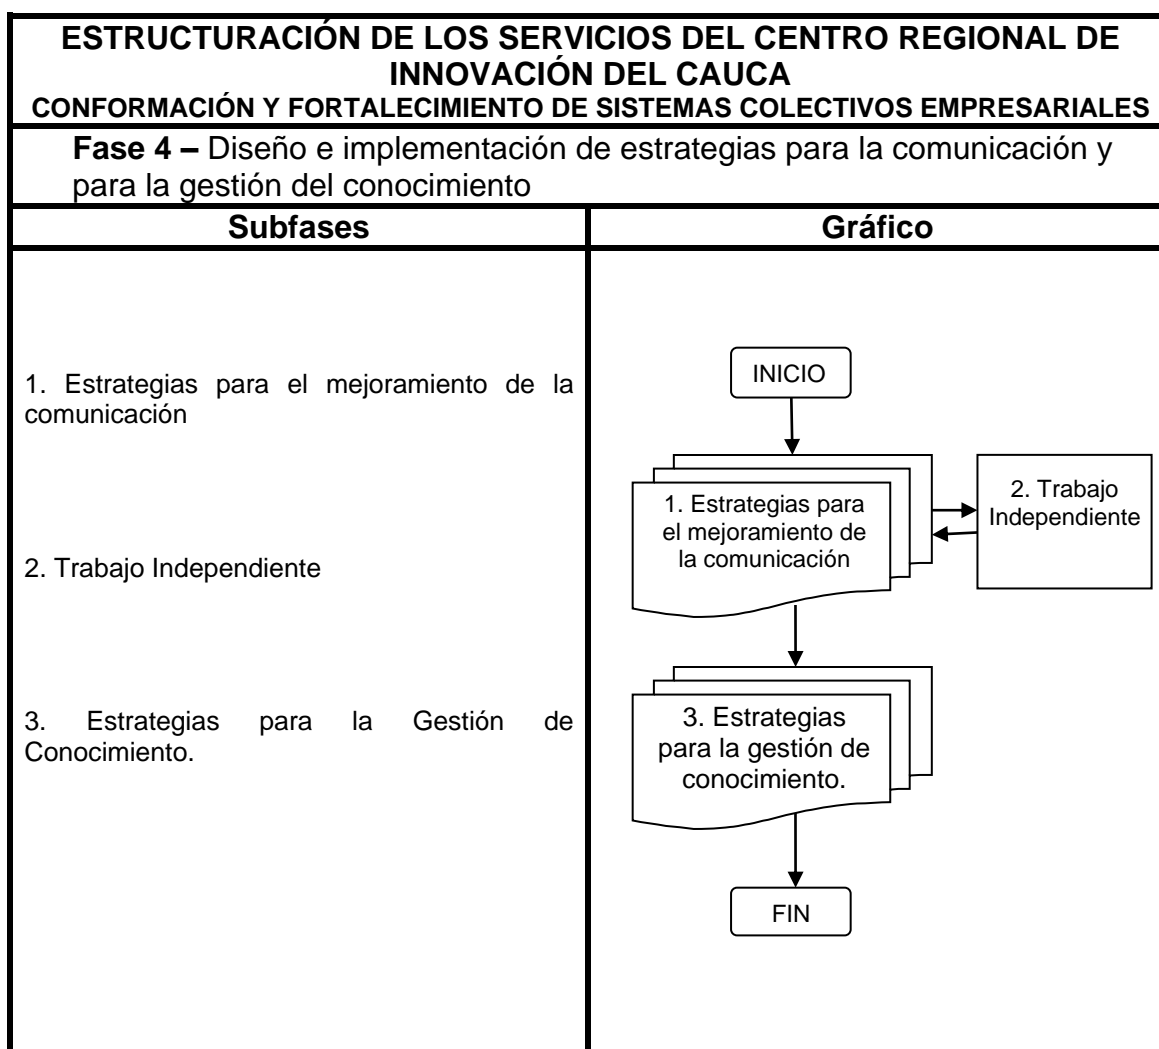 ESTRUCTURACIÓN DE LOS SERVICIOS DEL CENTRO REGIONAL DE
INNOVACIÓN DEL CAUCA
CONFORMACIÓN Y FORTALECIMIENTO DE SISTEMAS COLECTIVOS EMPRESARIALES
Fase 4 – Diseño e implementación de estrategias para la comunicación y
para la gestión del conocimiento
Subfases
Gráfico
1. Estrategias para el mejoramiento de la
comunicación
2. Trabajo Independiente
3. Estrategias para la Gestión de
Conocimiento.
INICIO
1. Estrategias para
el mejoramiento de
la comunicación
2. Trabajo
Independiente
3. Estrategias
para la gestión de
conocimiento.
FIN